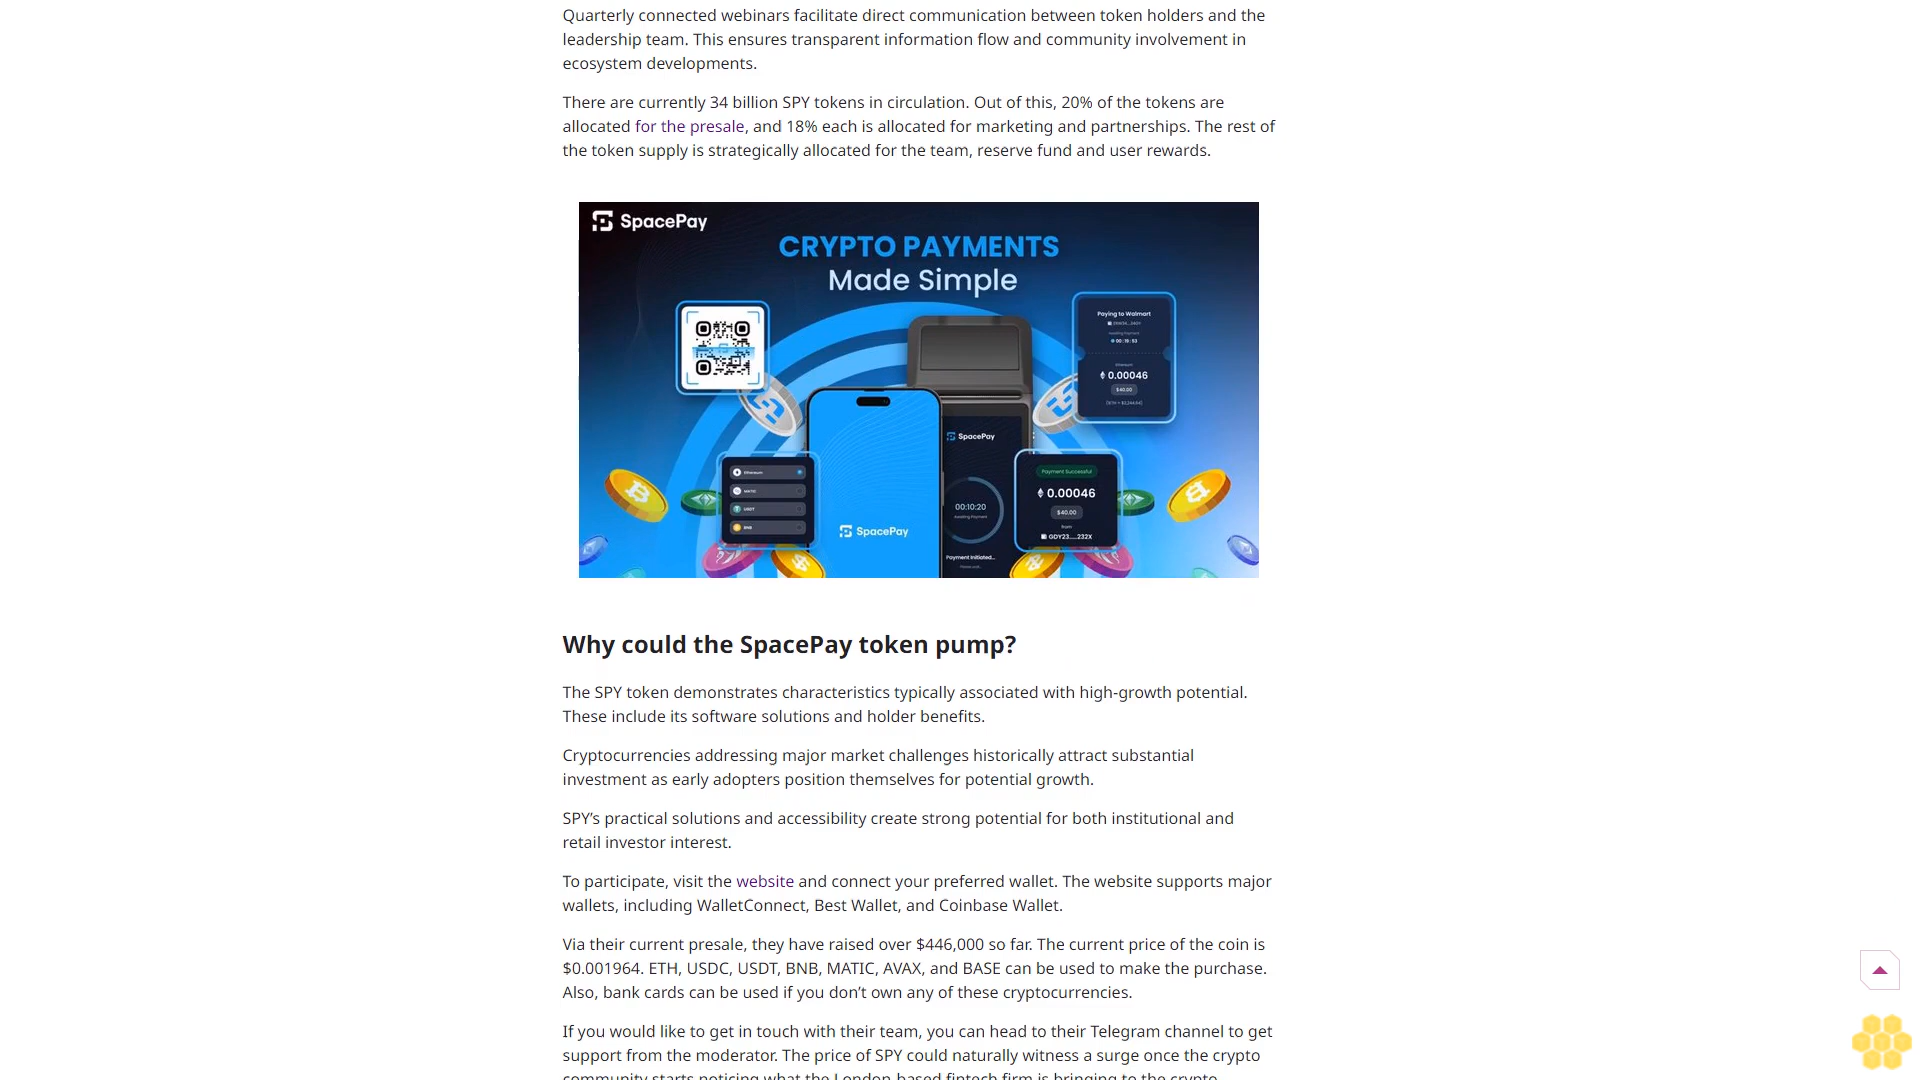 Quarterly connected webinars facilitate direct communication between token holders and the
leadership team. This ensures transparent information flow and community involvement in
ecosystem developments.
There are currently 34 billion SPY tokens in circulation. Out of this, 20% of the tokens are
allocated for the presale, and 18% each is allocated for marketing and partnerships. The rest of
the token supply is strategically allocated for the team, reserve fund and user rewards.
SpacePay
CRYPTO PAYMENTS
Made Simple
Paying to Walmart
Awaiting Payment
00:19:53
Ethereum
0.00046
$40.00
SpacePay
00:10:20
Awaiting Payment
Payment Initiated...
Please wait...
Ethereum
MATIC
USDT
BNB
SpacePay
Payment Successful
0.00046
$40.00
from
GDY23.....232X
Why could the SpacePay token pump?
The SPY token demonstrates characteristics typically associated with high-growth potential.
These include its software solutions and holder benefits.
Cryptocurrencies addressing major market challenges historically attract substantial
investment as early adopters position themselves for potential growth.
SPY’s practical solutions and accessibility create strong potential for both institutional and
retail investor interest.
To participate, visit the website and connect your preferred wallet. The website supports major
wallets, including WalletConnect, Best Wallet, and Coinbase Wallet.
Via their current presale, they have raised over $446,000 so far. The current price of the coin is
$0.001964. ETH, USDC, USDT, BNB, MATIC, AVAX, and BASE can be used to make the purchase.
Also, bank cards can be used if you don’t own any of these cryptocurrencies.
If you would like to get in touch with their team, you can head to their Telegram channel to get
support from the moderator. The price of SPY could naturally witness a surge once the crypto
community starts noticing what the London-based fintech firm is bringing to the crypto